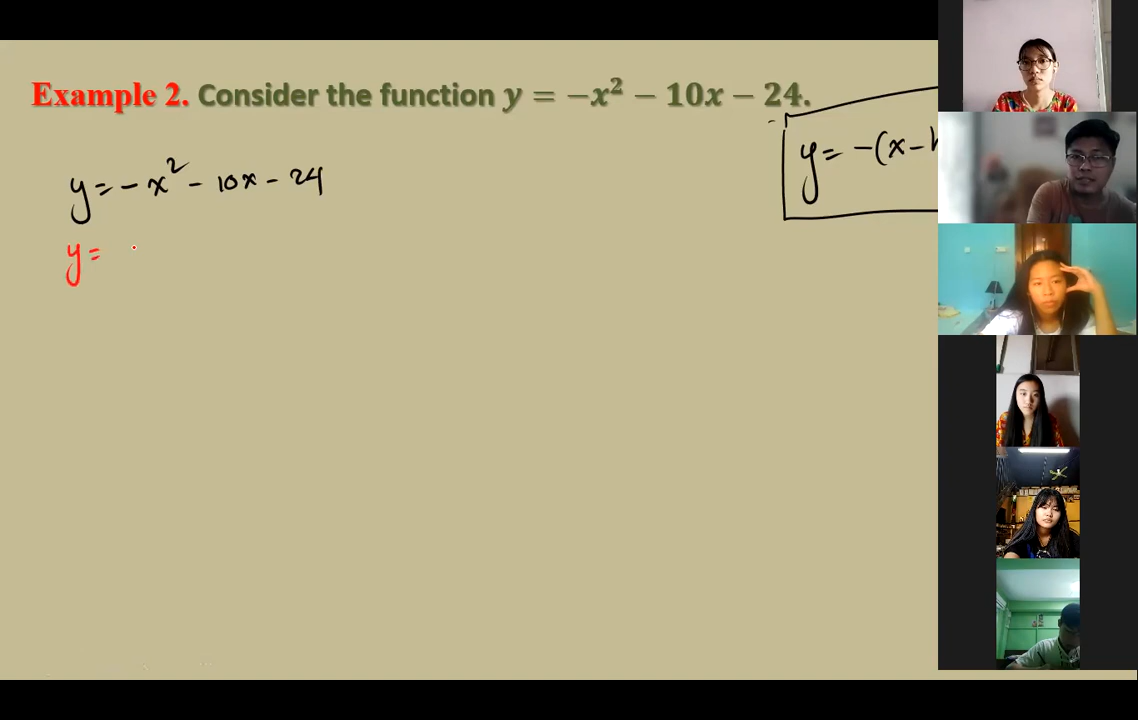 Example 2. Consider the function y = −x² − 10x − 24.
y = -(x-h
y = -x² - 10x - 24
y =